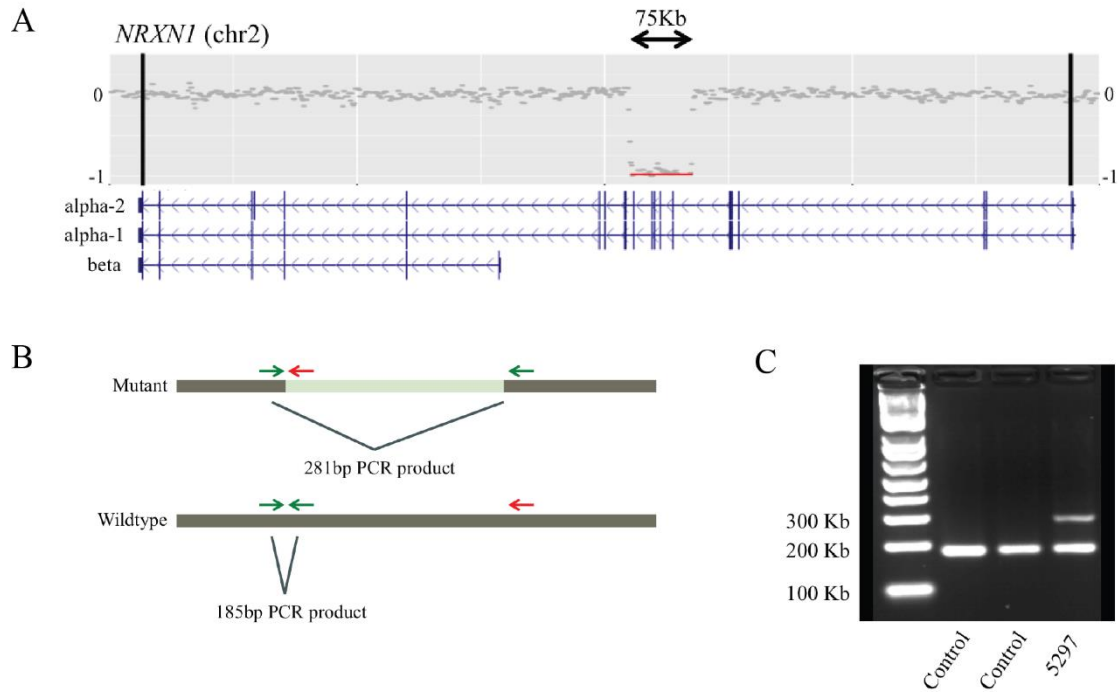 A
NRXN1 (chr2)
75Kb
0
0
-1
-1
alpha-2
alpha-1
beta
B
Mutant
281bp PCR product
Wildtype
185bp PCR product
C
300 Kb
200 Kb
100 Kb
Control
Control
5297